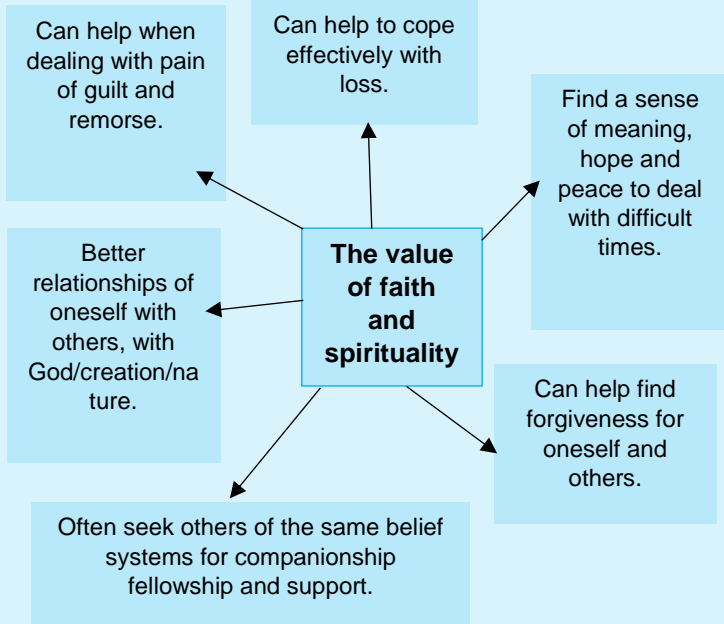 Can help when
dealing with pain
of guilt and
remorse.
Can help to cope
effectively with
loss.
Find a sense
of meaning,
hope and
peace to deal
with difficult
times.
The value
of faith
and
spirituality
Better
relationships of
oneself with
others, with
God/creation/na
ture.
Can help find
forgiveness for
oneself and
others.
Often seek others of the same belief
systems for companionship
fellowship and support.